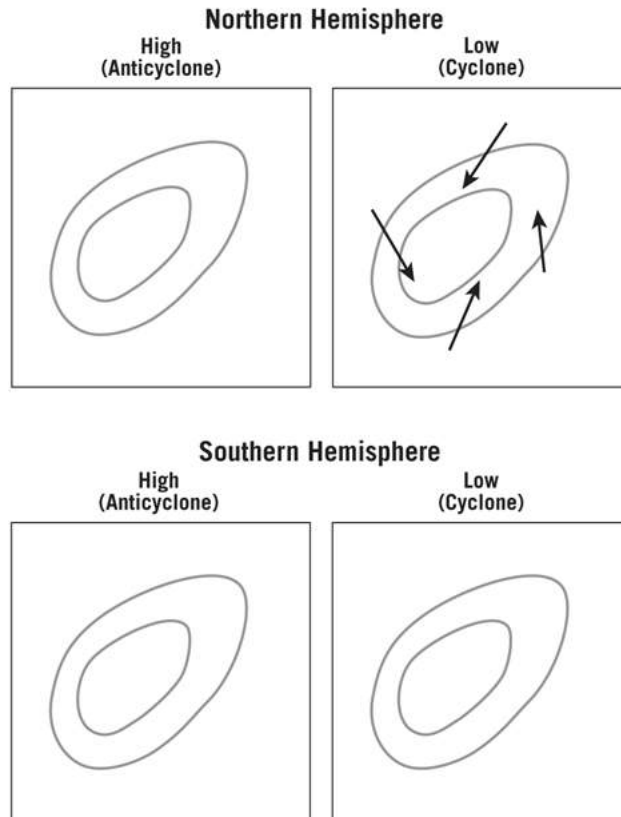 Northern Hemisphere
High
(Anticyclone)
Low
(Cyclone)
Southern Hemisphere
High
(Anticyclone)
Low
(Cyclone)